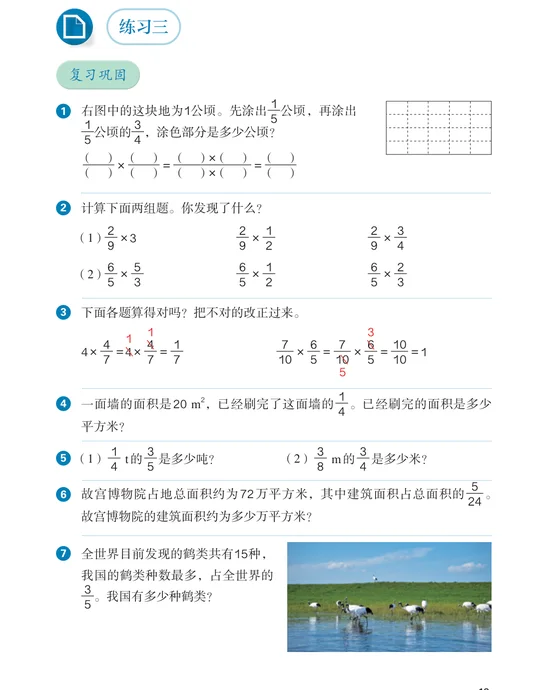 练习三
复习巩固
1 右图中的这块地为1公顷。先涂出1/5公顷，再涂出
1/5公顷的3/4，涂色部分是多少公顷?
( )/( ) × ( )/( ) = ( )×( )/( )×( ) = ( )/( )
2 计算下面两组题。你发现了什么?
(1) 2/9 × 3 2/9 × 1/2 2/9 × 3/4
(2) 6/5 × 5/3 6/5 × 1/2 6/5 × 2/3
3 下面各题算得对吗? 把不对的改正过来。
1 1 3
4 × 4/7 = 4 × 4/7 = 1/7 7/10 × 6/5 = 7/10 × 6/5 = 10/10 = 1
5
4 一面墙的面积是20 m²，已经刷完了这面墙的1/4。已经刷完的面积是多少
平方米?
5 (1) 1/4 t的3/5是多少吨? (2) 3/8 m的3/4是多少米?
6 故宫博物院占地总面积约为72万平方米，其中建筑面积占总面积的5/24。
故宫博物院的建筑面积约为多少万平方米?
7 全世界目前发现的鹤类共有15种，
我国的鹤类种数最多，占全世界的
3/5。我国有多少种鹤类?